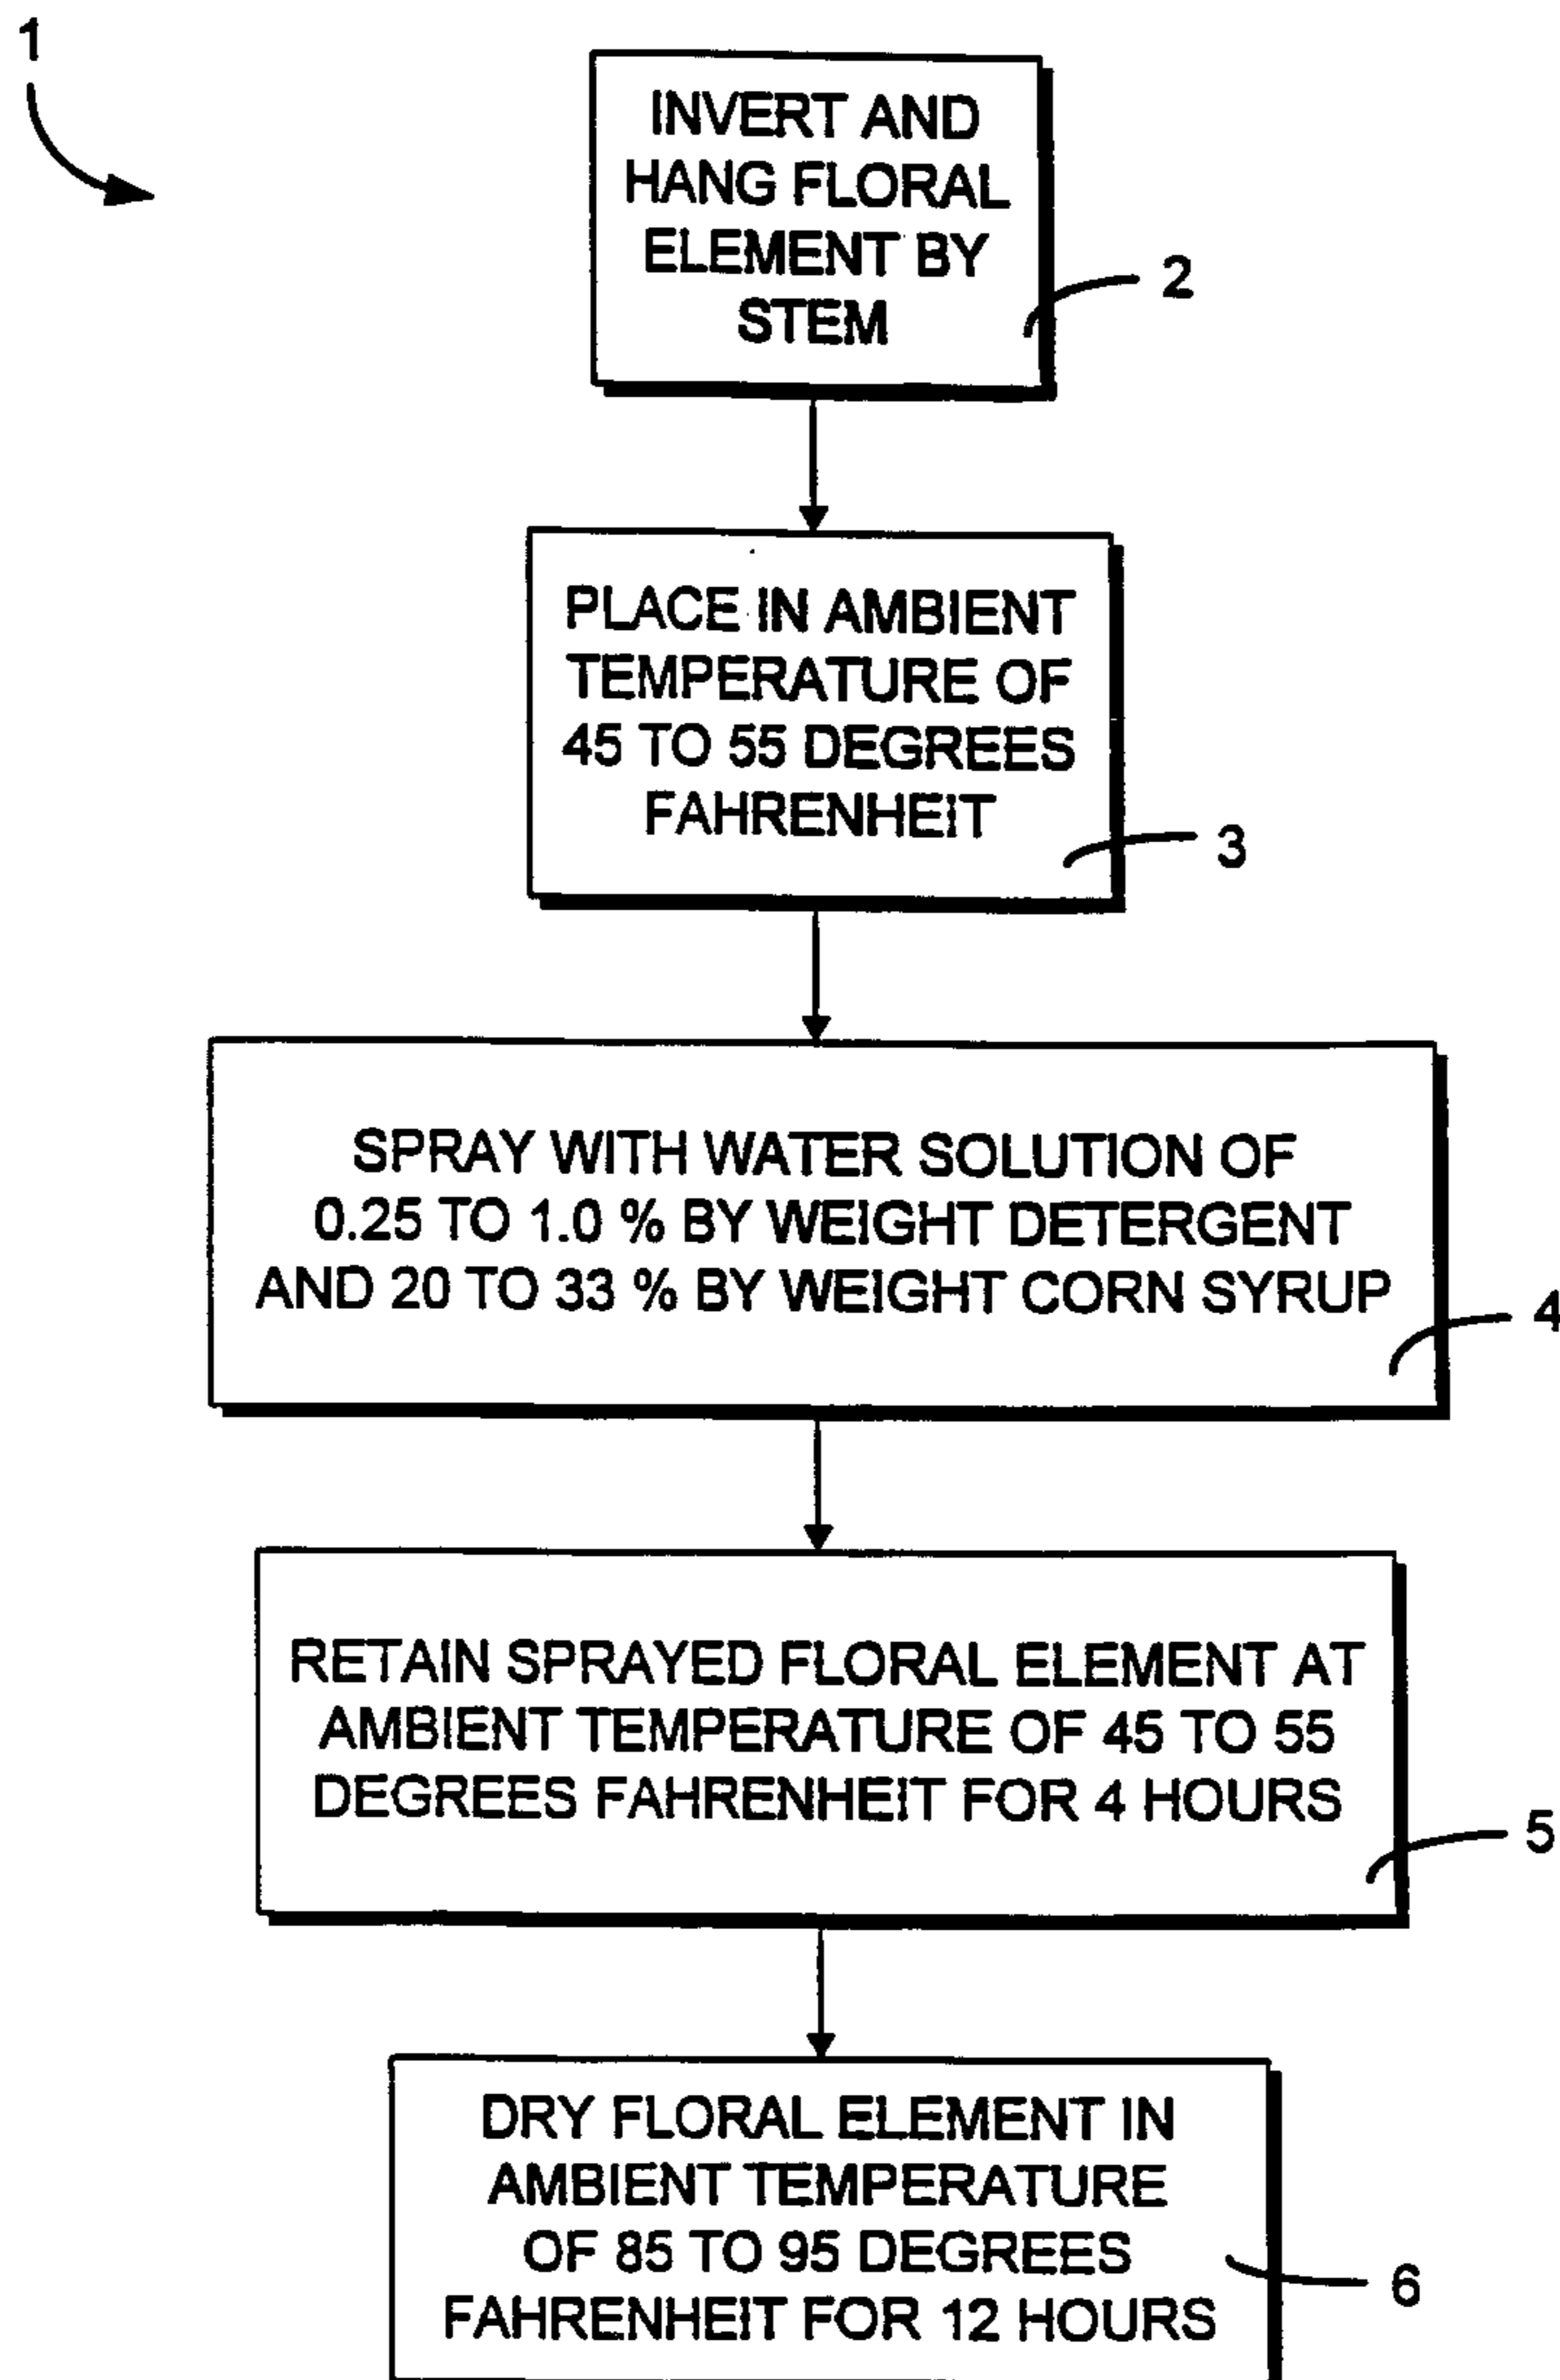 1
INVERT AND
HANG FLORAL
ELEMENT BY
STEM
2
PLACE IN AMBIENT
TEMPERATURE OF
45 TO 55 DEGREES
FAHRENHEIT
3
SPRAY WITH WATER SOLUTION OF
0.25 TO 1.0 % BY WEIGHT DETERGENT
AND 20 TO 33 % BY WEIGHT CORN SYRUP
4
RETAIN SPRAYED FLORAL ELEMENT AT
AMBIENT TEMPERATURE OF 45 TO 55
DEGREES FAHRENHEIT FOR 4 HOURS
5
DRY FLORAL ELEMENT IN
AMBIENT TEMPERATURE
OF 85 TO 95 DEGREES
FAHRENHEIT FOR 12 HOURS
6